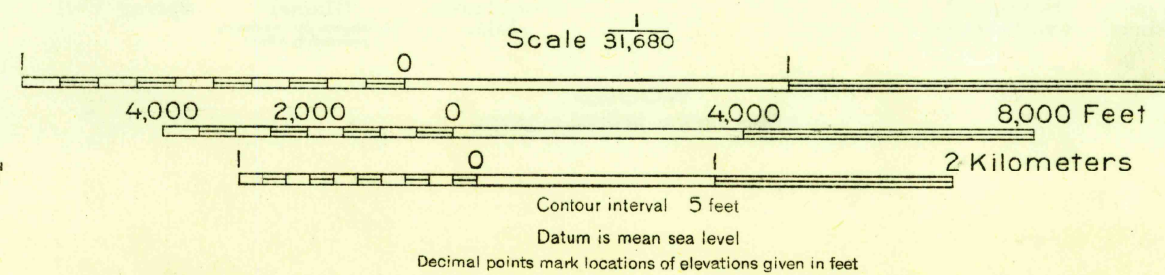 Scale 1/31,680
1 0 1
4,000 2,000 0 4,000 8,000 Feet
1 0 1 2 Kilometers
Contour interval 5 feet
Datum is mean sea level
Decimal points mark locations of elevations given in feet